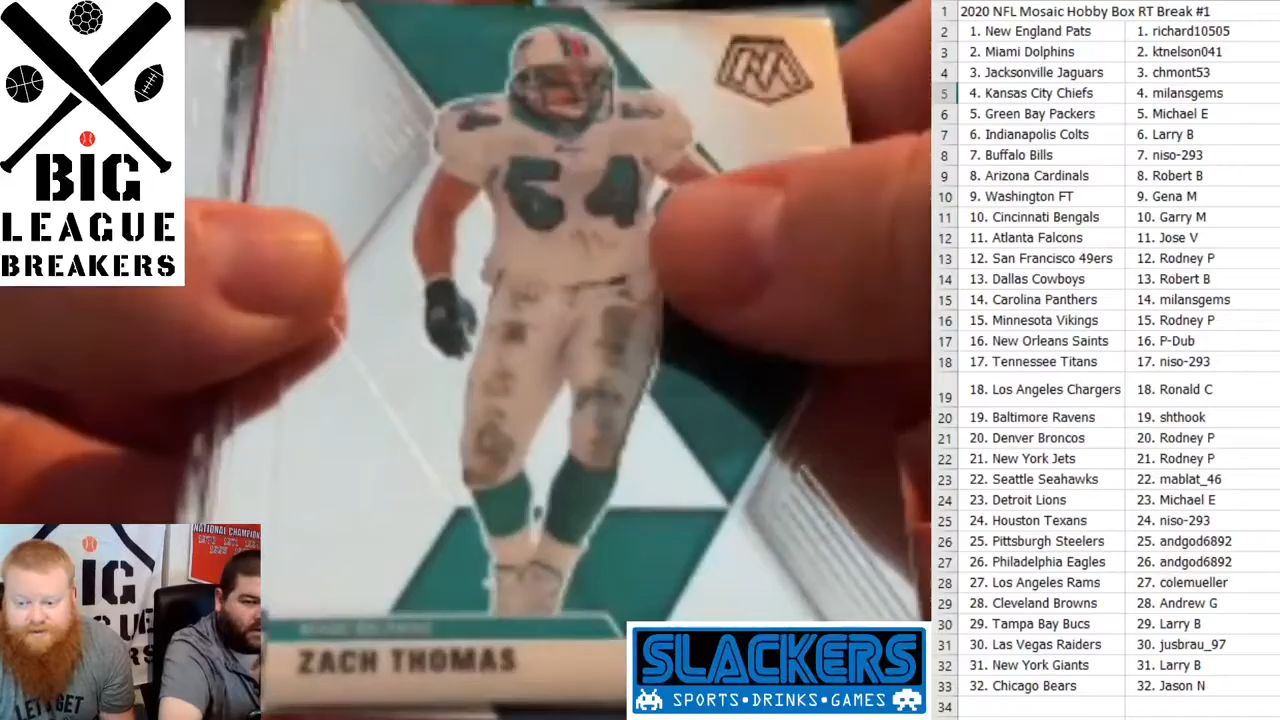 BiG
LEAGUE
BREAKERS
54
ZACH THOMAS
NATIONAL CHAMPION
iG
LET'S GET
SLACKERS
SPORTS•DRINKS•GAMES
1 2020 NFL Mosaic Hobby Box RT Break #1
2 1. New England Pats 1. richard10505
3 2. Miami Dolphins 2. ktnelson041
4 3. Jacksonville Jaguars 3. chmont53
5 4. Kansas City Chiefs 4. milansgems
6 5. Green Bay Packers 5. Michael E
7 6. Indianapolis Colts 6. Larry B
8 7. Buffalo Bills 7. niso-293
9 8. Arizona Cardinals 8. Robert B
10 9. Washington FT 9. Gena M
11 10. Cincinnati Bengals 10. Garry M
12 11. Atlanta Falcons 11. Jose V
13 12. San Francisco 49ers 12. Rodney P
14 13. Dallas Cowboys 13. Robert B
15 14. Carolina Panthers 14. milansgems
16 15. Minnesota Vikings 15. Rodney P
17 16. New Orleans Saints 16. P-Dub
18 17. Tennessee Titans 17. niso-293
19 18. Los Angeles Chargers 18. Ronald C
20 19. Baltimore Ravens 19. shthook
21 20. Denver Broncos 20. Rodney P
22 21. New York Jets 21. Rodney P
23 22. Seattle Seahawks 22. mablat_46
24 23. Detroit Lions 23. Michael E
25 24. Houston Texans 24. niso-293
26 25. Pittsburgh Steelers 25. andgod6892
27 26. Philadelphia Eagles 26. andgod6892
28 27. Los Angeles Rams 27. colemueller
29 28. Cleveland Browns 28. Andrew G
30 29. Tampa Bay Bucs 29. Larry B
31 30. Las Vegas Raiders 30. jusbrau_97
32 31. New York Giants 31. Larry B
33 32. Chicago Bears 32. Jason N
34